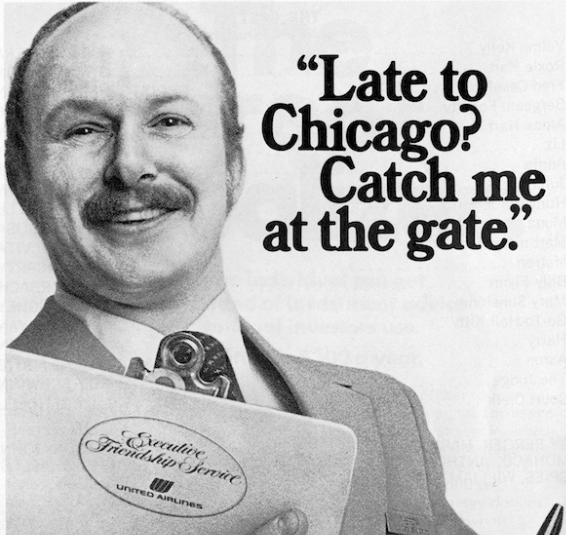 “Late to
Chicago?
Catch me
at the gate.”
Executive
Friendship Service
UNITED AIRLINES